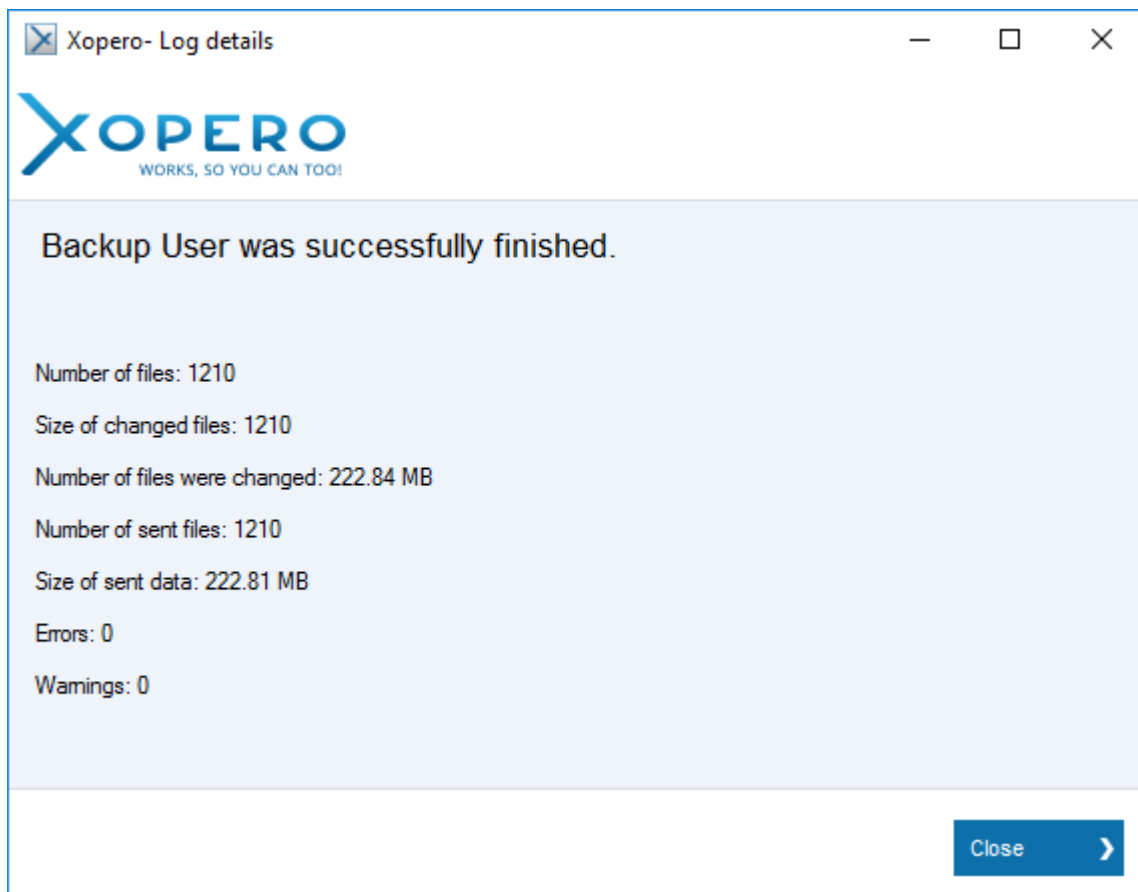 Xopero- Log details
XOPERO
WORKS, SO YOU CAN TOO!
Backup User was successfully finished.
Number of files: 1210
Size of changed files: 1210
Number of files were changed: 222.84 MB
Number of sent files: 1210
Size of sent data: 222.81 MB
Errors: 0
Warnings: 0
Close